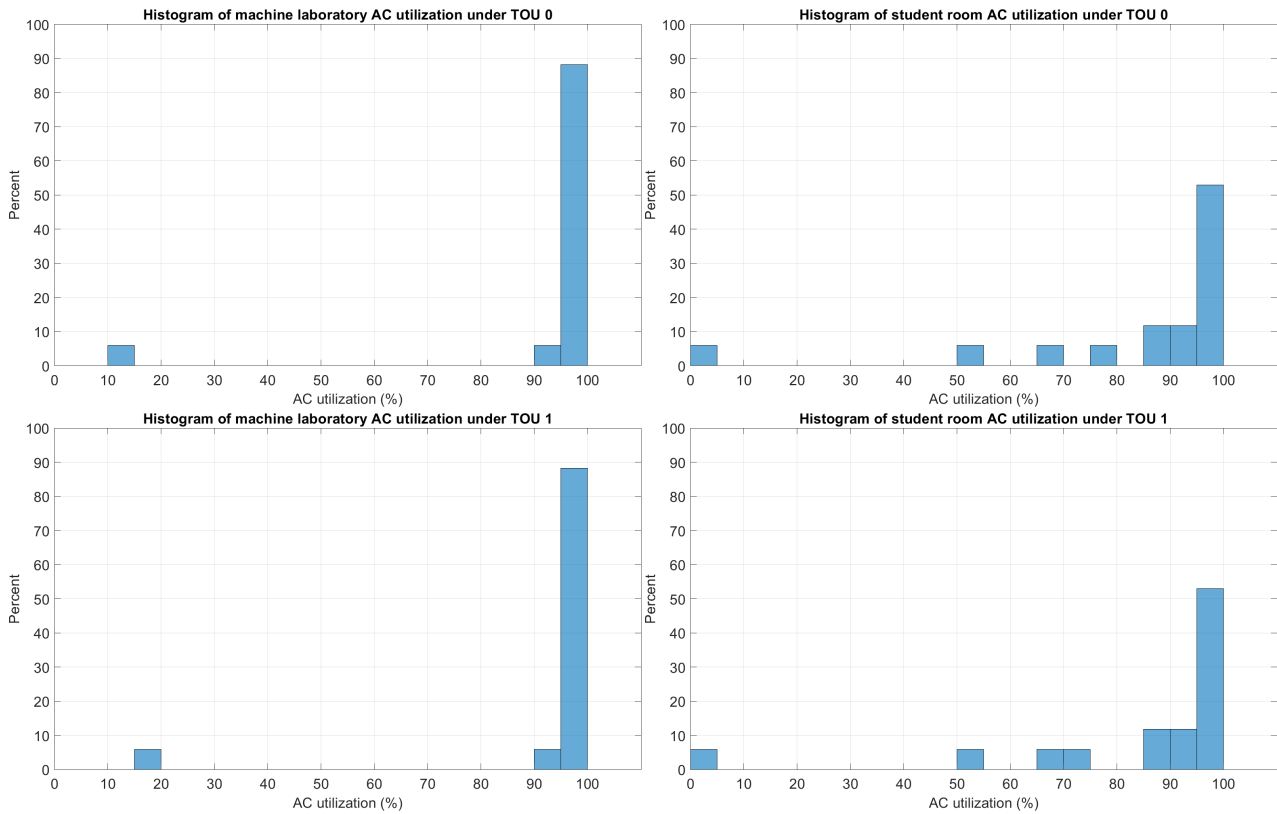 Histogram of machine laboratory AC utilization under TOU 0
100
90
80
70
60
50
40
30
20
10
0
Percent
0 10 20 30 40 50 60 70 80 90 100
AC utilization (%)
Histogram of student room AC utilization under TOU 0
100
90
80
70
60
50
40
30
20
10
0
Percent
0 10 20 30 40 50 60 70 80 90 100
AC utilization (%)
Histogram of machine laboratory AC utilization under TOU 1
100
90
80
70
60
50
40
30
20
10
0
Percent
0 10 20 30 40 50 60 70 80 90 100
AC utilization (%)
Histogram of student room AC utilization under TOU 1
100
90
80
70
60
50
40
30
20
10
0
Percent
0 10 20 30 40 50 60 70 80 90 100
AC utilization (%)